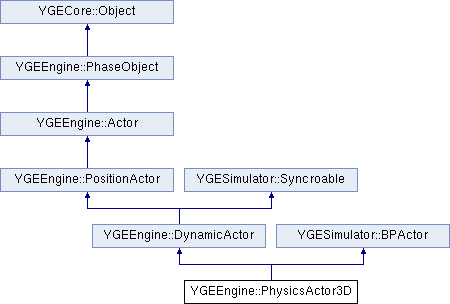 YGECore::Object
YGEEngine::PhaseObject
YGEEngine::Actor
YGEEngine::PositionActor
YGESimulator::Syncroable
YGEEngine::DynamicActor
YGESimulator::BPActor
YGEEngine::PhysicsActor3D